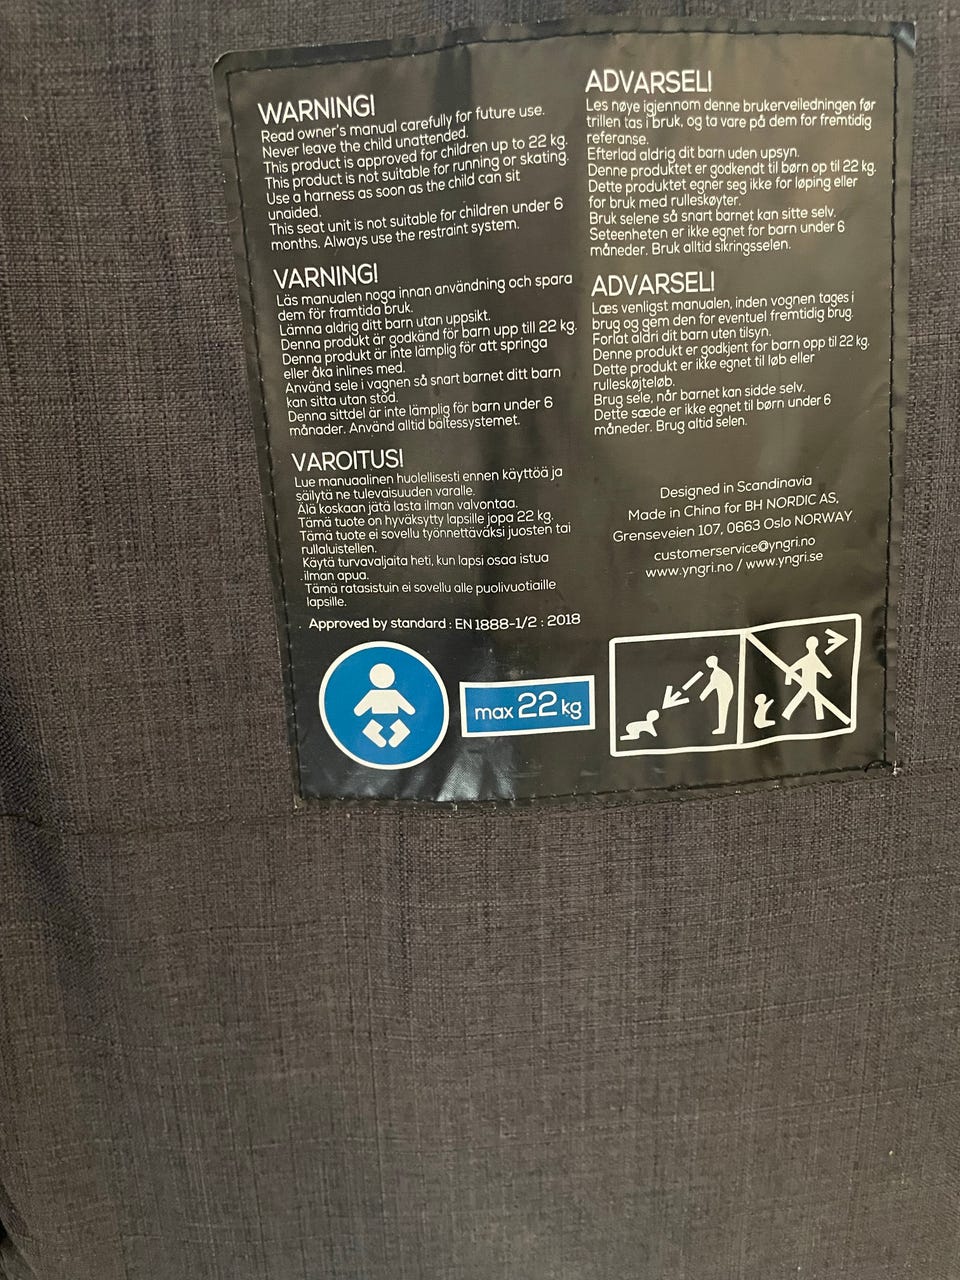 WARNING!
Read owner's manual carefully for future use.
Never leave the child unattended.
This product is approved for children up to 22 kg.
This product is not suitable for running or skating.
Use a harness as soon as the child can sit
unaided.
This seat unit is not suitable for children under 6
months. Always use the restraint system.
VARNING!
Läs manualen noga innan användning och spara
dem för framtida bruk.
Lämna aldrig ditt barn utan uppsikt.
Denna produkt är godkänd för barn upp till 22 kg.
Denna produkt är inte lämplig för att springa
eller åka inlines med.
Använd sele i vagnen så snart barnet ditt barn
kan sitta utan stöd.
Denna sittdel är inte lämplig för barn under 6
månader. Använd alltid bältessystemet.
VAROITUS!
Lue manuaalinen huolellisesti ennen käyttöä ja
säilytä ne tulevaisuuden varalle.
Älä koskaan jätä lasta ilman valvontaa.
Tämä tuote on hyväksytty lapsille jopa 22 kg.
Tämä tuote ei sovellu työnnettäväksi juosten tai
rullaluistellen.
Käytä turvavaljaita heti, kun lapsi osaa istua
ilman apua.
Tämä ratasistuin ei sovellu alle puolivuotiaille
lapsille.
Approved by standard : EN 1888-1/2 : 2018
max 22 kg
ADVARSEL!
Les nøye igjennom denne brukerveiledningen før
trillen tas i bruk, og ta vare på dem for fremtidig
referanse.
Efterlad aldrig dit barn uden upsyn.
Denne produktet er godkendt til børn op til 22 kg.
Dette produktet egner seg ikke for løping eller
for bruk med rulleskøyter.
Bruk selene så snart barnet kan sitte selv.
Seteenheten er ikke egnet for barn under 6
måneder. Bruk alltid sikringsselen.
ADVARSEL!
Læs venligst manualen, inden vognen tages i
brug og gem den for eventuel fremtidig brug.
Forlat aldri dit barn uten tilsyn.
Denne produkt er godkjent for barn opp til 22 kg.
Dette produkt er ikke egnet til løb eller
rulleskøjteløb.
Brug sele, når barnet kan sidde selv.
Dette sæde er ikke egnet til børn under 6
måneder. Brug altid selen.
Designed in Scandinavia
Made in China for BH NORDIC AS,
Grenseveien 107, 0663 Oslo NORWAY
customerservice@yngri.no
www.yngri.no / www.yngri.se